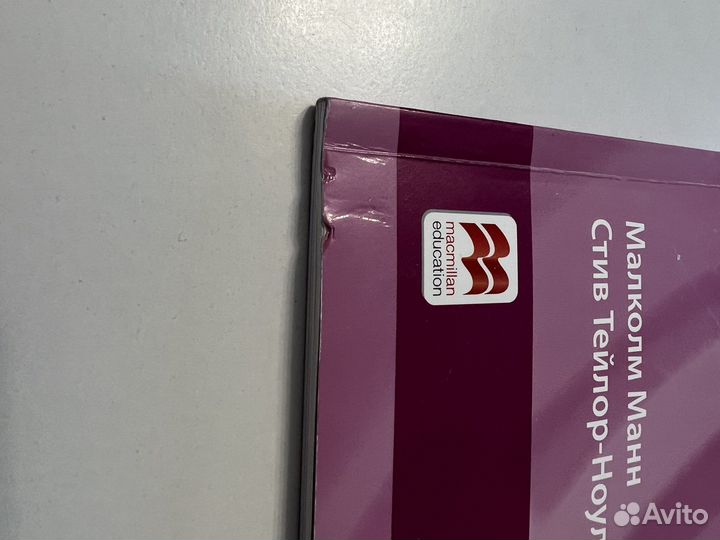 Малколм Манн
Стив Тейлор-Ноул
macmillan
education
Avito